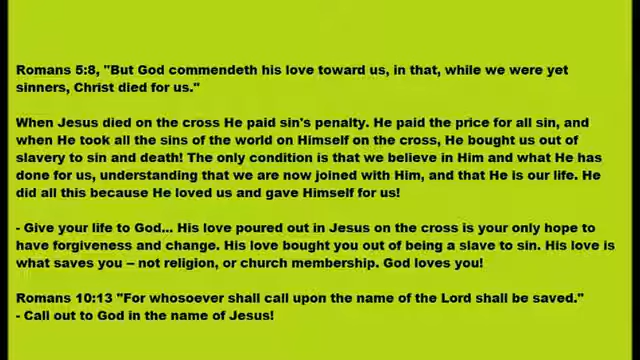 Romans 5:8, "But God commendeth his love toward us, in that, while we were yet
sinners, Christ died for us."
When Jesus died on the cross He paid sin's penalty. He paid the price for all sin, and
when He took all the sins of the world on Himself on the cross, He bought us out of
slavery to sin and death! The only condition is that we believe in Him and what He has
done for us, understanding that we are now joined with Him, and that He is our life. He
did all this because He loved us and gave Himself for us!
- Give your life to God... His love poured out in Jesus on the cross is your only hope to
have forgiveness and change. His love bought you out of being a slave to sin. His love is
what saves you – not religion, or church membership. God loves you!
Romans 10:13 "For whosoever shall call upon the name of the Lord shall be saved."
- Call out to God in the name of Jesus!